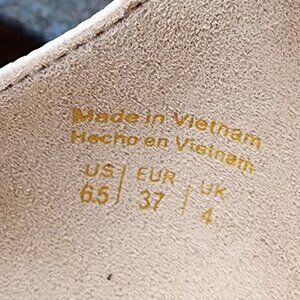 Made in Vietnam
Hecho en Vietnam
US | EUR | UK
6.5 | 37 | 4